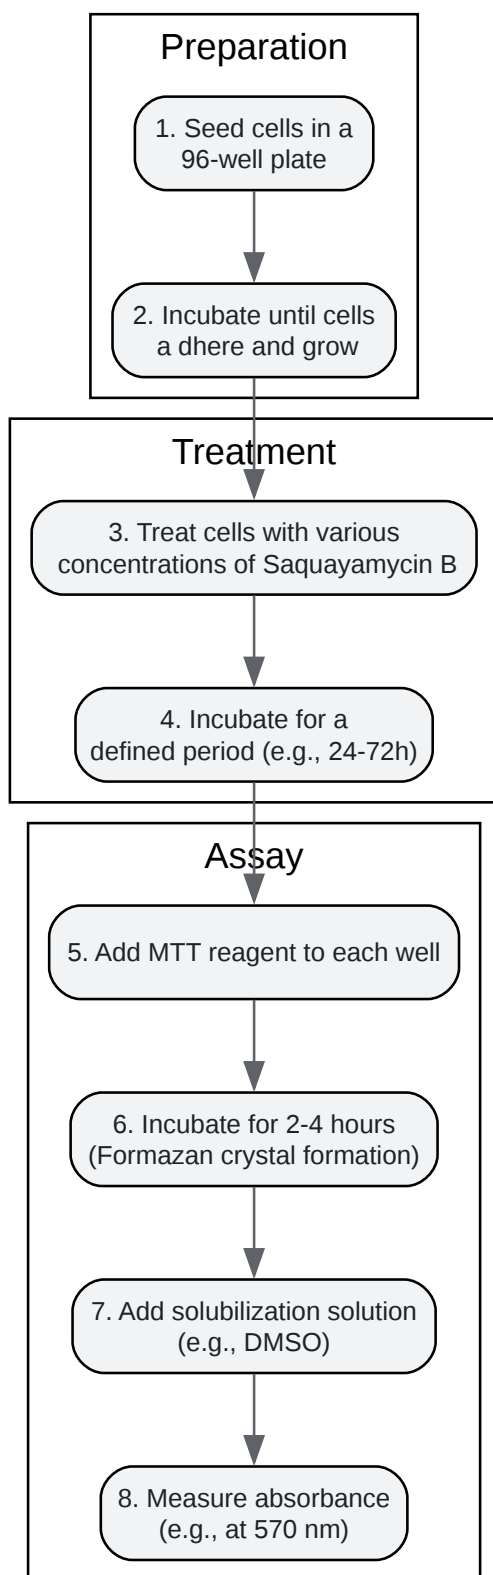 Preparation
1. Seed cells in a
96-well plate
2. Incubate until cells
a dhere and grow
Treatment
3. Treat cells with various
concentrations of Saquayamycin B
4. Incubate for a
defined period (e.g., 24-72h)
Assay
5. Add MTT reagent to each well
6. Incubate for 2-4 hours
(Formazan crystal formation)
7. Add solubilization solution
(e.g., DMSO)
8. Measure absorbance
(e.g., at 570 nm)